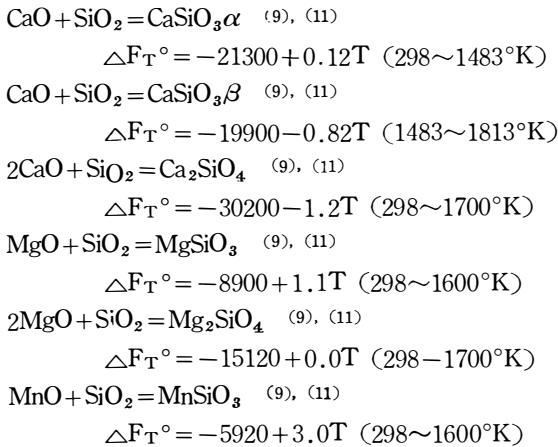 CaO+SiO₂=CaSiO₃α (9), (11)
△F_T°=−21300+0.12T (298～1483°K)
CaO+SiO₂=CaSiO₃β (9), (11)
△F_T°=−19900−0.82T (1483～1813°K)
2CaO+SiO₂=Ca₂SiO₄ (9), (11)
△F_T°=−30200−1.2T (298～1700°K)
MgO+SiO₂=MgSiO₃ (9), (11)
△F_T°=−8900+1.1T (298～1600°K)
2MgO+SiO₂=Mg₂SiO₄ (9), (11)
△F_T°=−15120+0.0T (298−1700°K)
MnO+SiO₂=MnSiO₃ (9), (11)
△F_T°=−5920+3.0T (298～1600°K)